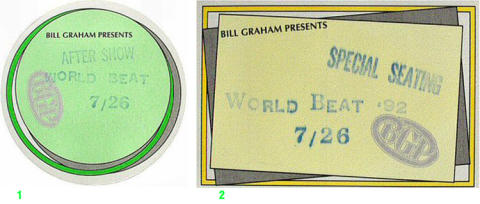 BILL GRAHAM PRESENTS
AFTER SHOW
WORLD BEAT
7/26
BGP
1
BILL GRAHAM PRESENTS
SPECIAL SEATING
WORLD BEAT '92
7/26
BGP
2